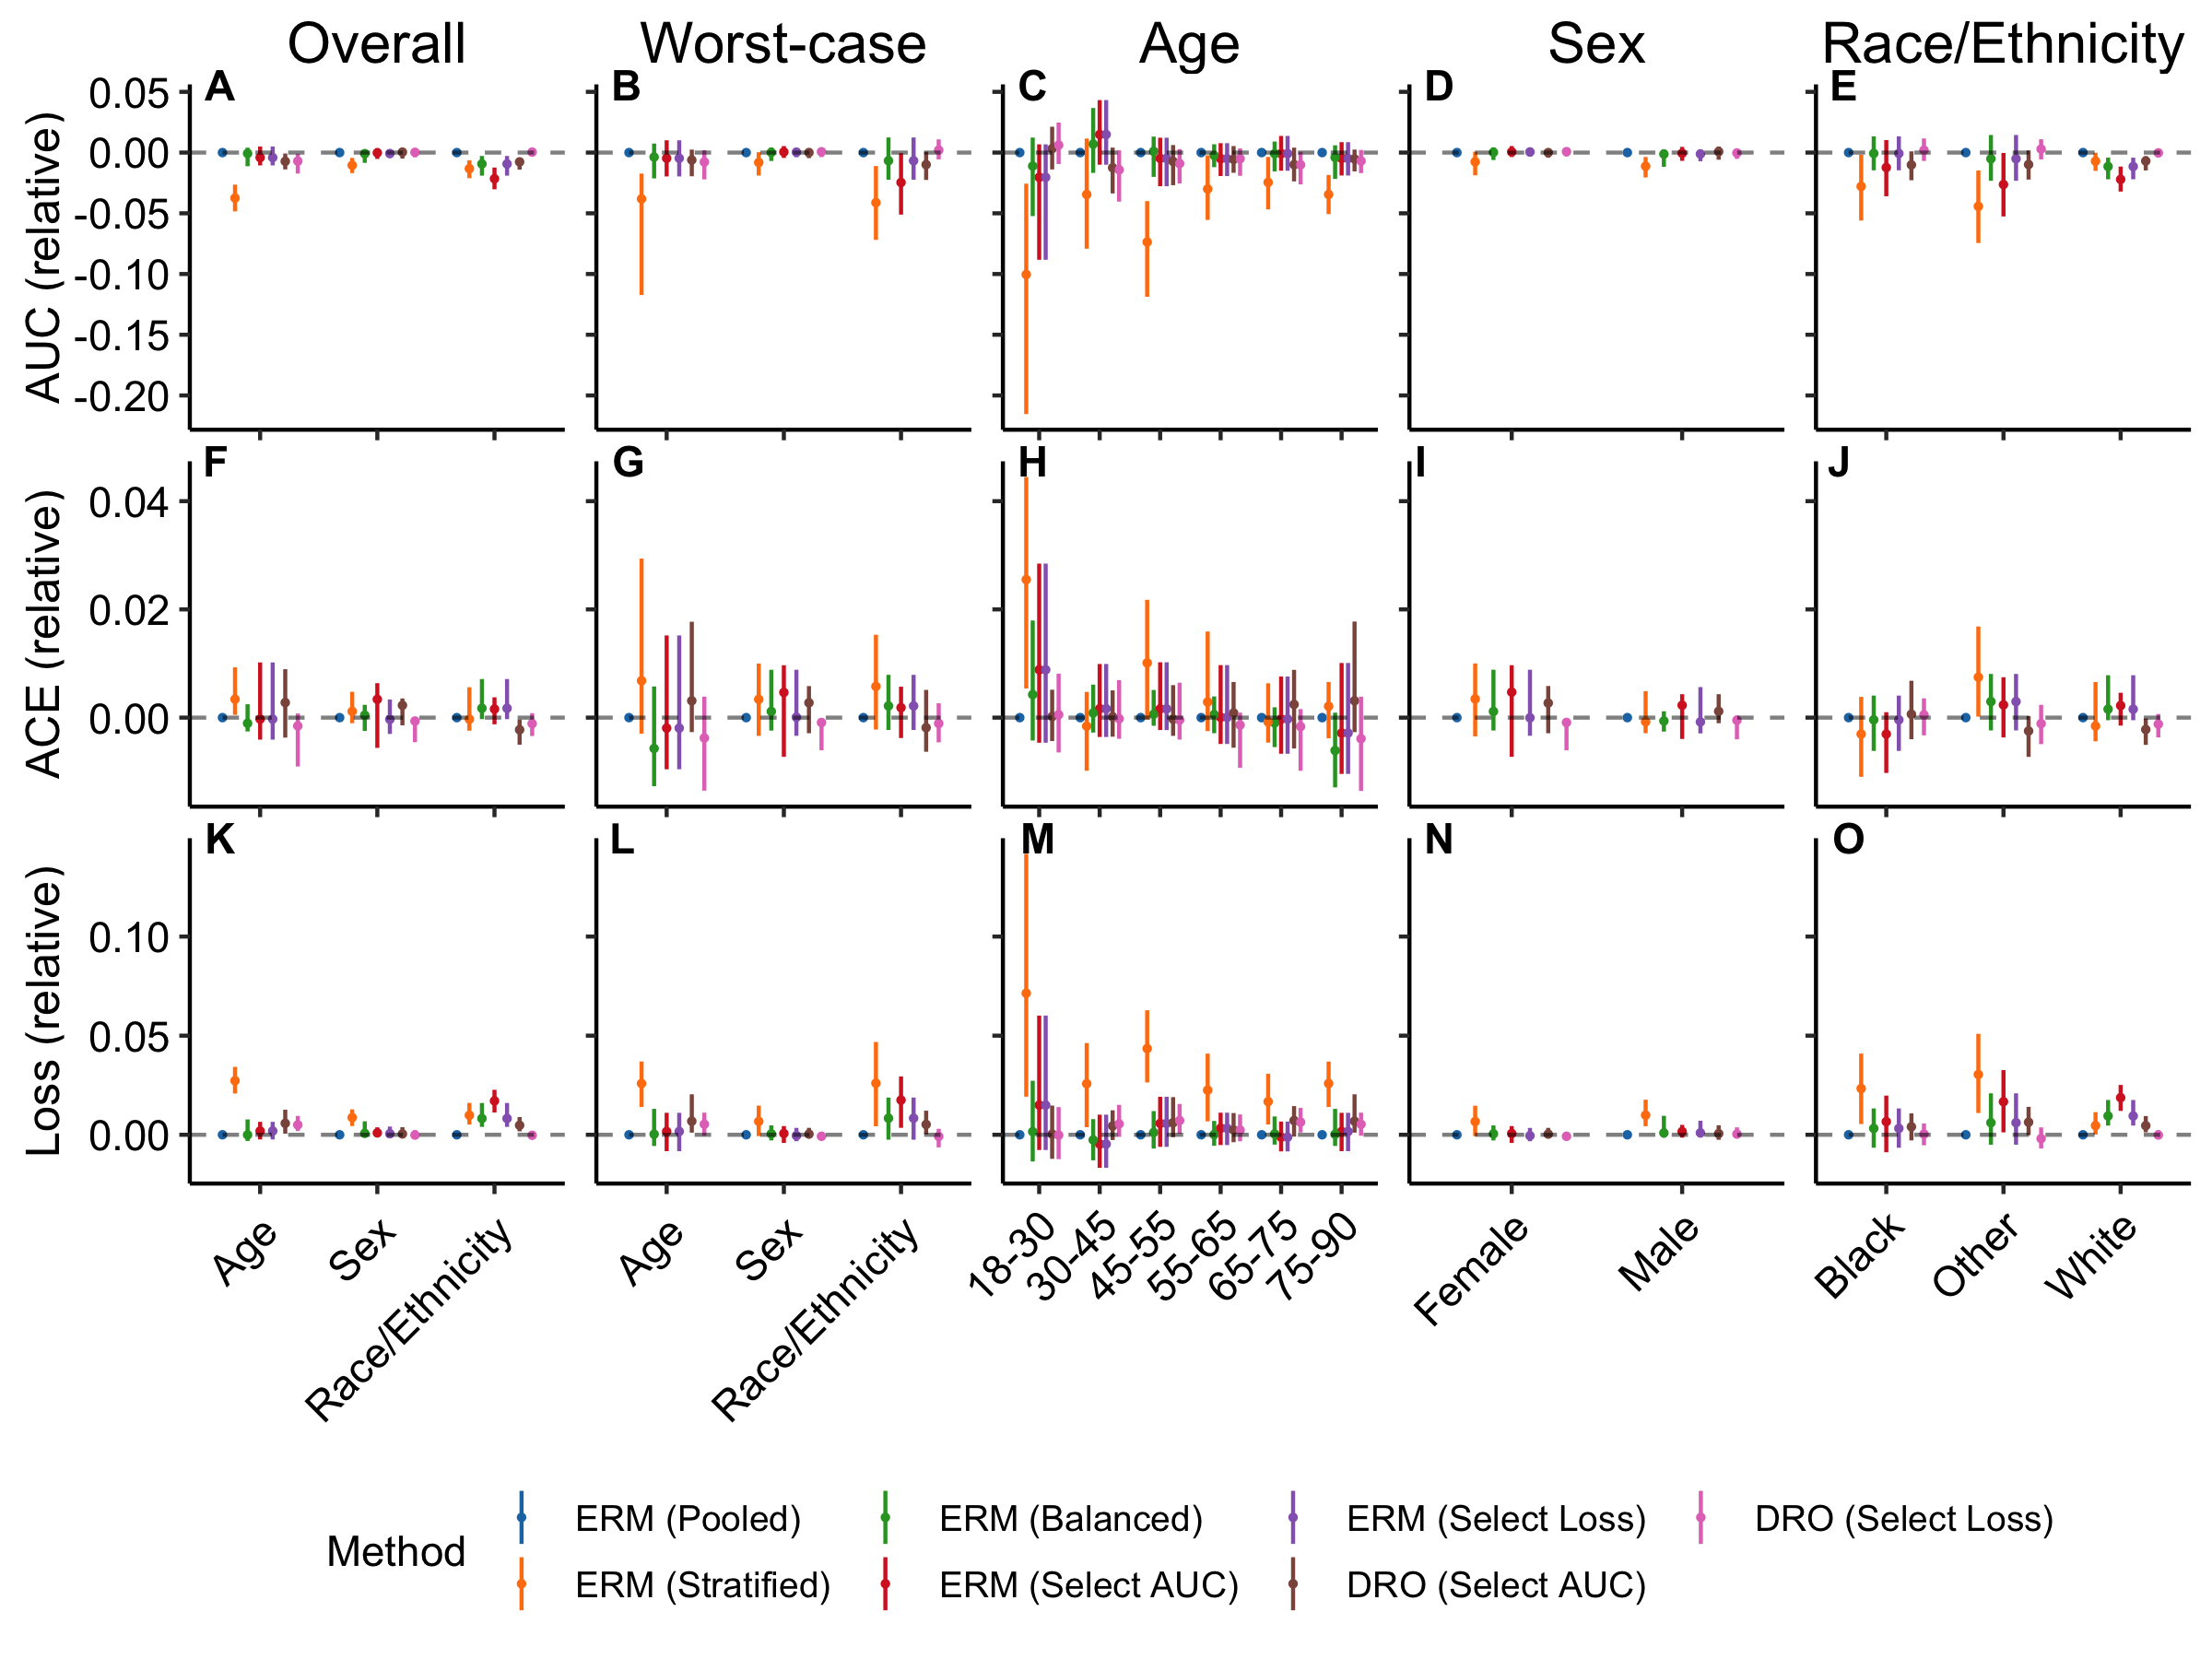 Overall Worst-case Age Sex Race/Ethnicity
A B C D E
AUC (relative)
0.05
0.00
-0.05
-0.10
-0.15
-0.20
F G H I J
ACE (relative)
0.04
0.02
0.00
K L M N O
Loss (relative)
0.10
0.05
0.00
Age Sex Race/Ethnicity Age Sex Race/Ethnicity 18-30 30-45 45-55 55-65 65-75 75-90 Female Male Black Other White
Method
ERM (Pooled) ERM (Balanced) ERM (Select Loss) DRO (Select Loss)
ERM (Stratified) ERM (Select AUC) DRO (Select AUC)